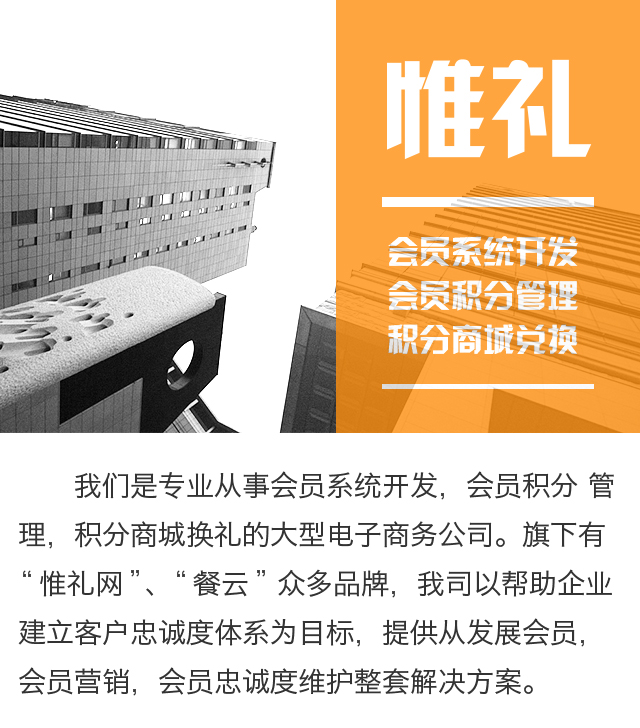 惟礼
会员系统开发
会员积分管理
积分商城兑换
我们是专业从事会员系统开发，会员积分 管
理，积分商城换礼的大型电子商务公司。旗下有
“惟礼网”、“餐云”众多品牌，我司以帮助企业
建立客户忠诚度体系为目标，提供从发展会员，
会员营销，会员忠诚度维护整套解决方案。